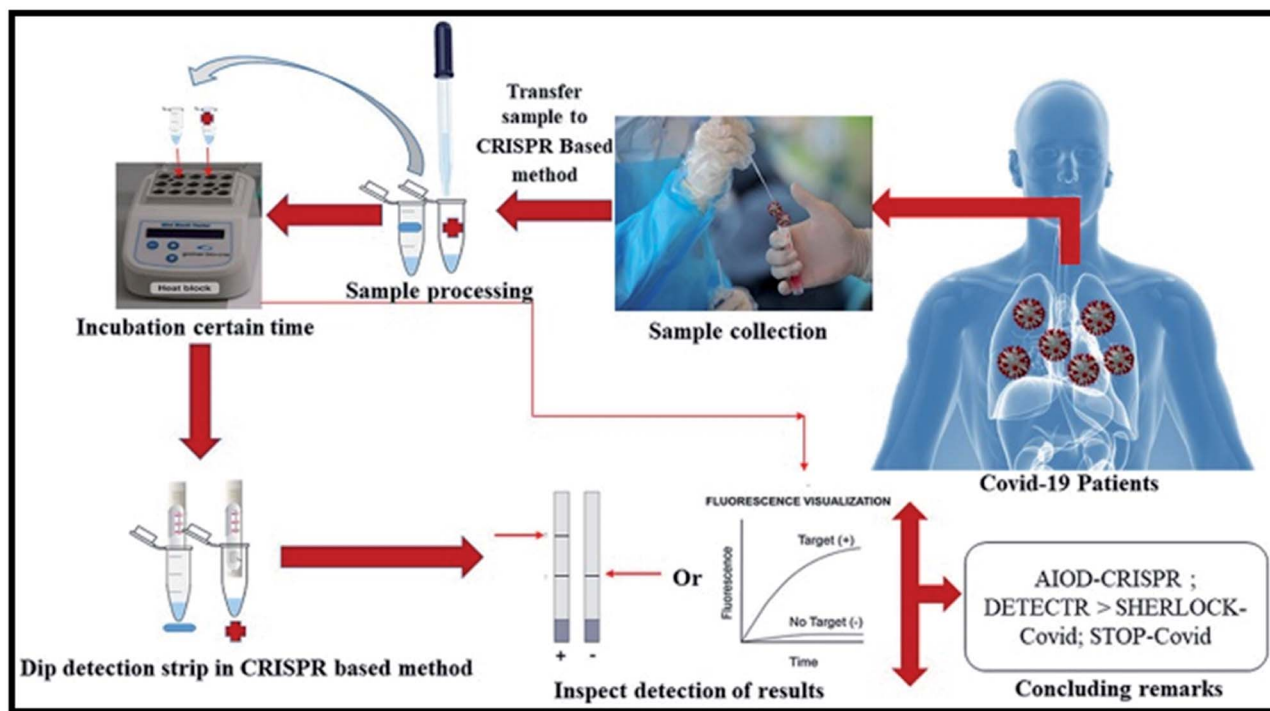 Transfer
sample to
CRISPR Based
method
Heat block
Sample processing
Incubation certain time
Sample collection
Covid-19 Patients
Dip detection strip in CRISPR based method
+ -
Or
Inspect detection of results
FLUORESCENCE VISUALIZATION
Fluorescence
Target (+)
No Target (-)
Time
AIOD-CRISPR ;
DETECTR > SHERLOCK-
Covid; STOP-Covid
Concluding remarks